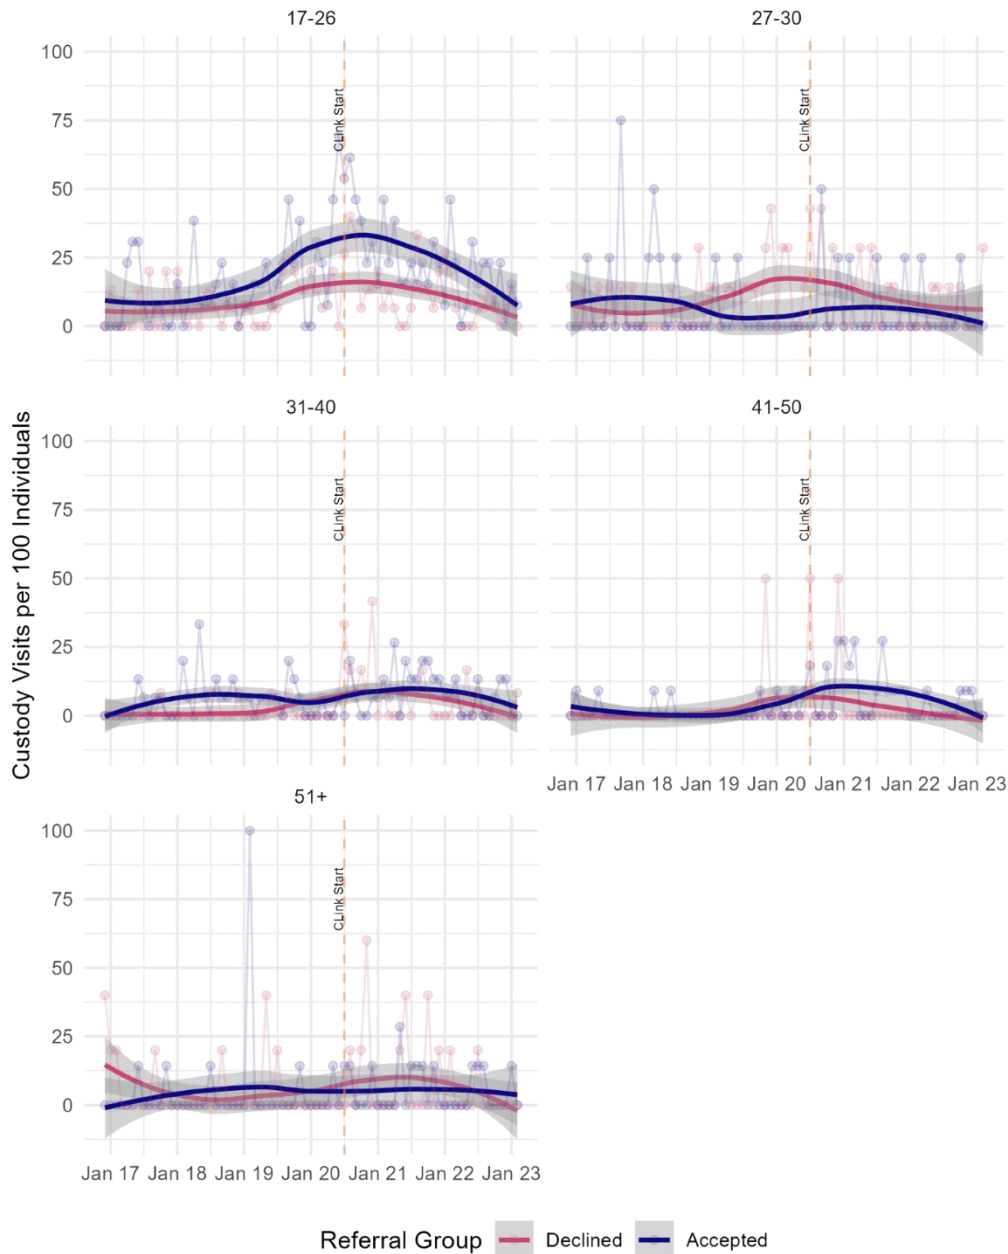 17-26
27-30
100
75
50
25
0
CLink Start
CLink Start
31-40
41-50
100
75
50
25
0
CLink Start
CLink Start
Custody Visits per 100 Individuals
Jan 17 Jan 18 Jan 19 Jan 20 Jan 21 Jan 22 Jan 23
51+
100
75
50
25
0
CLink Start
Jan 17 Jan 18 Jan 19 Jan 20 Jan 21 Jan 22 Jan 23
Referral Group Declined Accepted